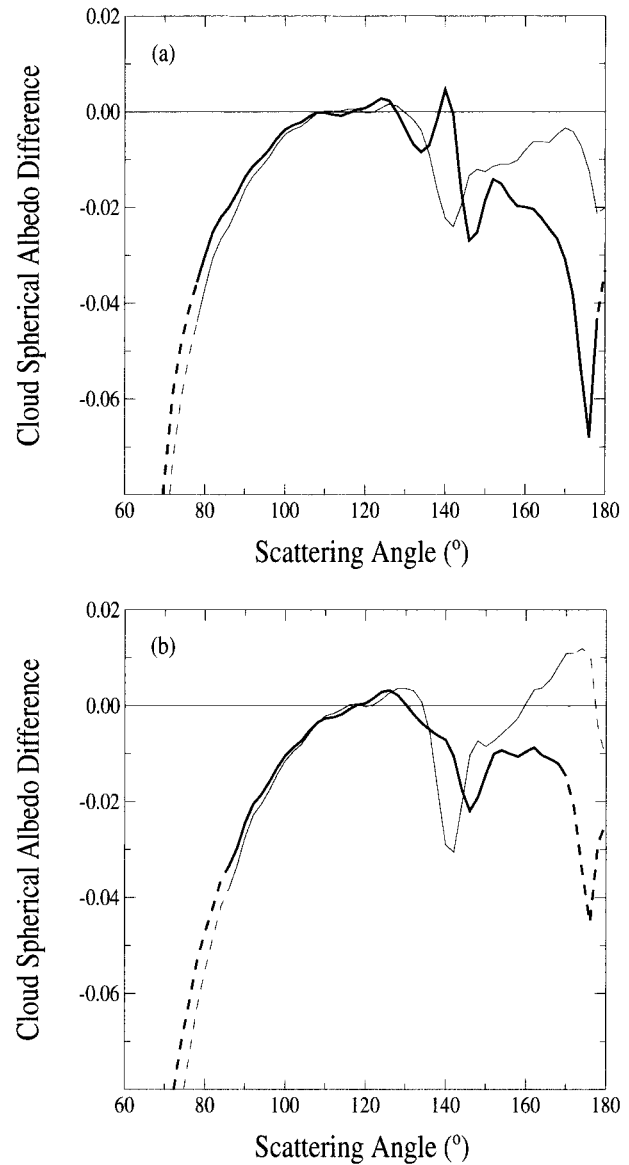 (a)
Cloud Spherical Albedo Difference
0.02
0.00
-0.02
-0.04
-0.06
60 80 100 120 140 160 180
Scattering Angle (°)
(b)
Cloud Spherical Albedo Difference
0.02
0.00
-0.02
-0.04
-0.06
60 80 100 120 140 160 180
Scattering Angle (°)